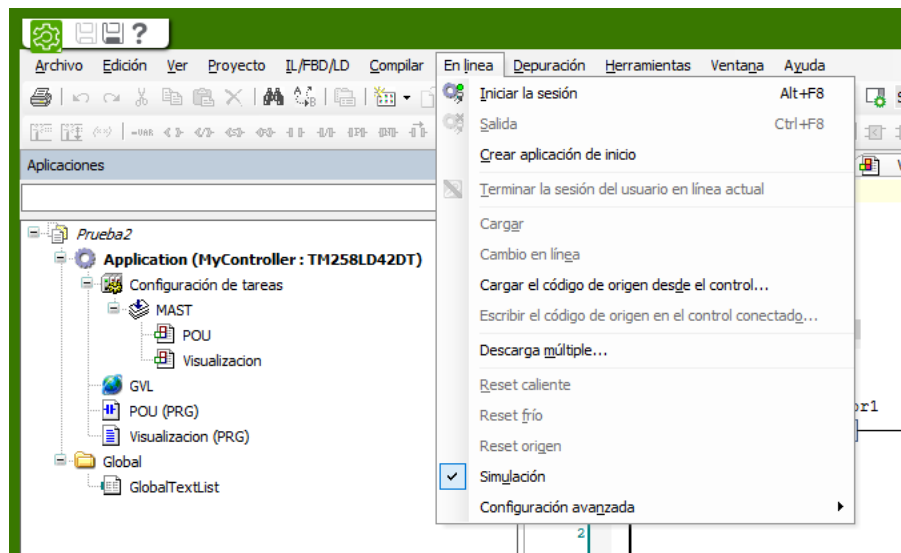 ?
Archivo Edición Ver Proyecto IL/FBD/LD Compilar En línea Depuración Herramientas Ventana Ayuda
Aplicaciones
Prueba2
Application (MyController : TM258LD42DT)
Configuración de tareas
MAST
POU
Visualizacion
GVL
POU (PRG)
Visualizacion (PRG)
Global
GlobalTextList
Iniciar la sesión Alt+F8
Salida Ctrl+F8
Crear aplicación de inicio
Terminar la sesión del usuario en línea actual
Cargar
Cambio en línea
Cargar el código de origen desde el control...
Escribir el código de origen en el control conectado...
Descarga múltiple...
Reset caliente
Reset frío
Reset origen
Simulación
Configuración avanzada
or1
2